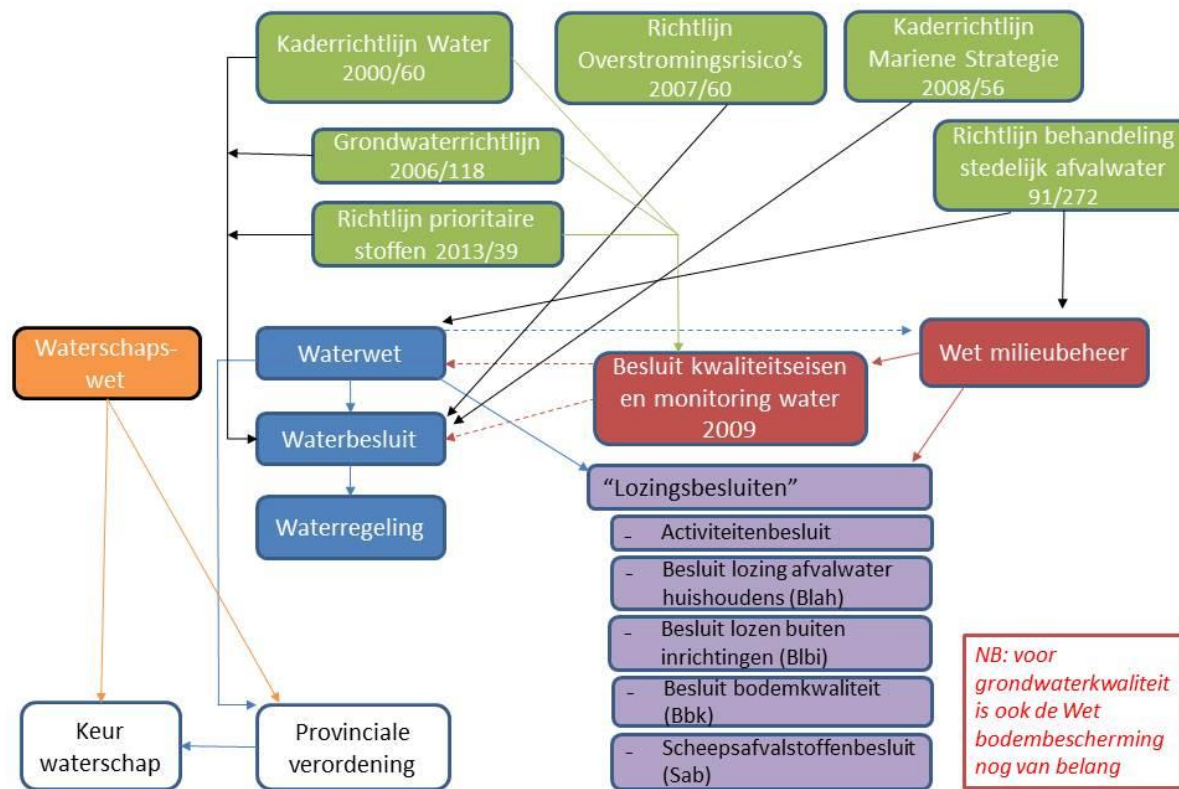 Kaderrichtlijn Water
2000/60
Richtlijn
Overstromingsrisico's
2007/60
Kaderrichtlijn
Mariene Strategie
2008/56
Grondwaterrichtlijn
2006/118
Richtlijn behandeling
stedelijk afvalwater
91/272
Richtlijn prioritaire
stoffen 2013/39
Waterschaps-
wet
Waterwet
Besluit kwaliteitseisen
en monitoring water
2009
Wet milieubeheer
Waterbesluit
Waterregeling
“Lozingsbesluiten”
- Activiteitenbesluit
- Besluit lozing afvalwater
huishoudens (Blah)
- Besluit lozen buiten
inrichtingen (Blbi)
- Besluit bodemkwaliteit
(Bbk)
- Scheepsafvalstoffenbesluit
(Sab)
Keur
waterschap
Provinciale
verordening
NB: voor
grondwaterkwaliteit
is ook de Wet
bodembescherming
nog van belang